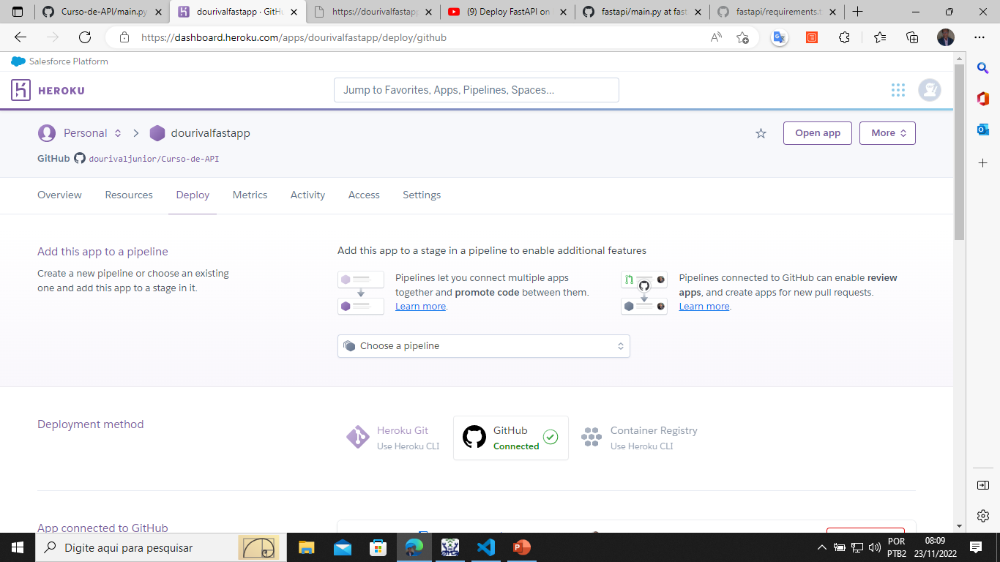 Curso-de-API/main.py
dourivalfastapp · GitH
https://dourivalfastapp
(9) Deploy FastAPI on
fastapi/main.py at fast
fastapi/requirements.t
https://dashboard.heroku.com/apps/dourivalfastapp/deploy/github
Salesforce Platform
HEROKU
Jump to Favorites, Apps, Pipelines, Spaces...
Personal
dourivalfastapp
Open app
More
GitHub dourivaljunior/Curso-de-API
Overview
Resources
Deploy
Metrics
Activity
Access
Settings
Add this app to a pipeline
Create a new pipeline or choose an existing
one and add this app to a stage in it.
Add this app to a stage in a pipeline to enable additional features
Pipelines let you connect multiple apps
together and promote code between them.
Learn more.
Pipelines connected to GitHub can enable review
apps, and create apps for new pull requests.
Learn more.
Choose a pipeline
Deployment method
Heroku Git
Use Heroku CLI
GitHub
Connected
Container Registry
Use Heroku CLI
App connected to GitHub
Digite aqui para pesquisar
POR
PTB2
08:09
23/11/2022